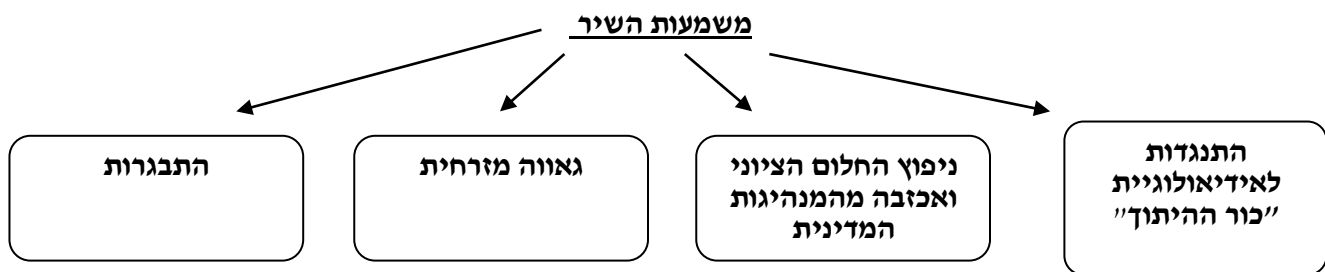 משמעות השיר
התנגדות
לאידיאולוגיית
"כור ההיתוך"
ניפוץ החלום הציוני
ואכזבה מהמנהיגות
המדינית
גאווה מזרחית
התבגרות